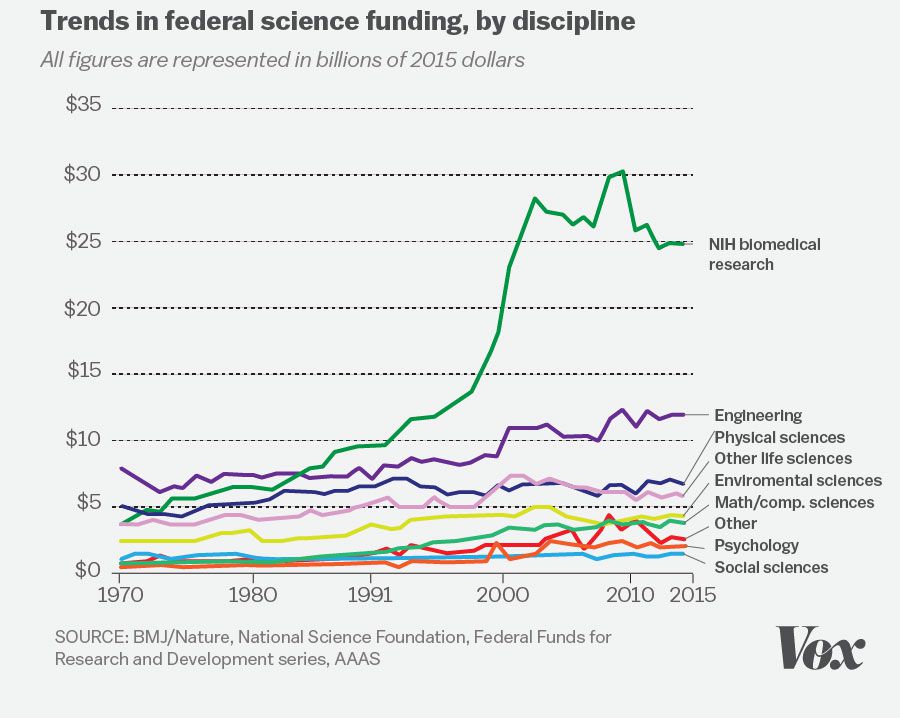 Trends in federal science funding, by discipline
All figures are represented in billions of 2015 dollars
$35
$30
$25
$20
$15
$10
$5
$0
NIH biomedical
research
Engineering
Physical sciences
Other life sciences
Enviromental sciences
Math/comp. sciences
Other
Psychology
Social sciences
1970 1980 1991 2000 2010 2015
SOURCE: BMJ/Nature, National Science Foundation, Federal Funds for
Research and Development series, AAAS
Vox